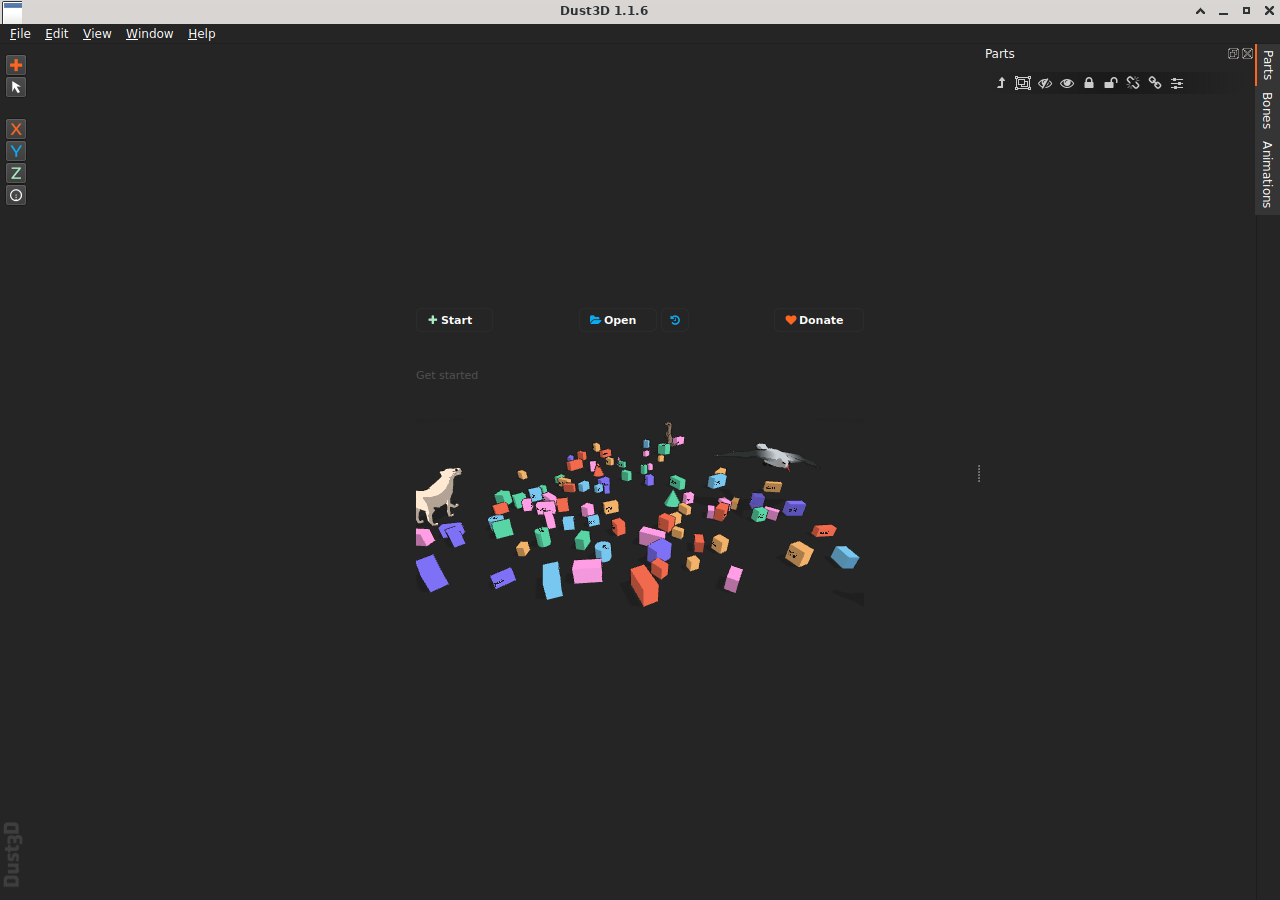 Dust3D 1.1.6
File Edit View Window Help
Parts
X
Y
Z
Parts
Bones
Animations
Start Open Donate
Get started
Dust3D